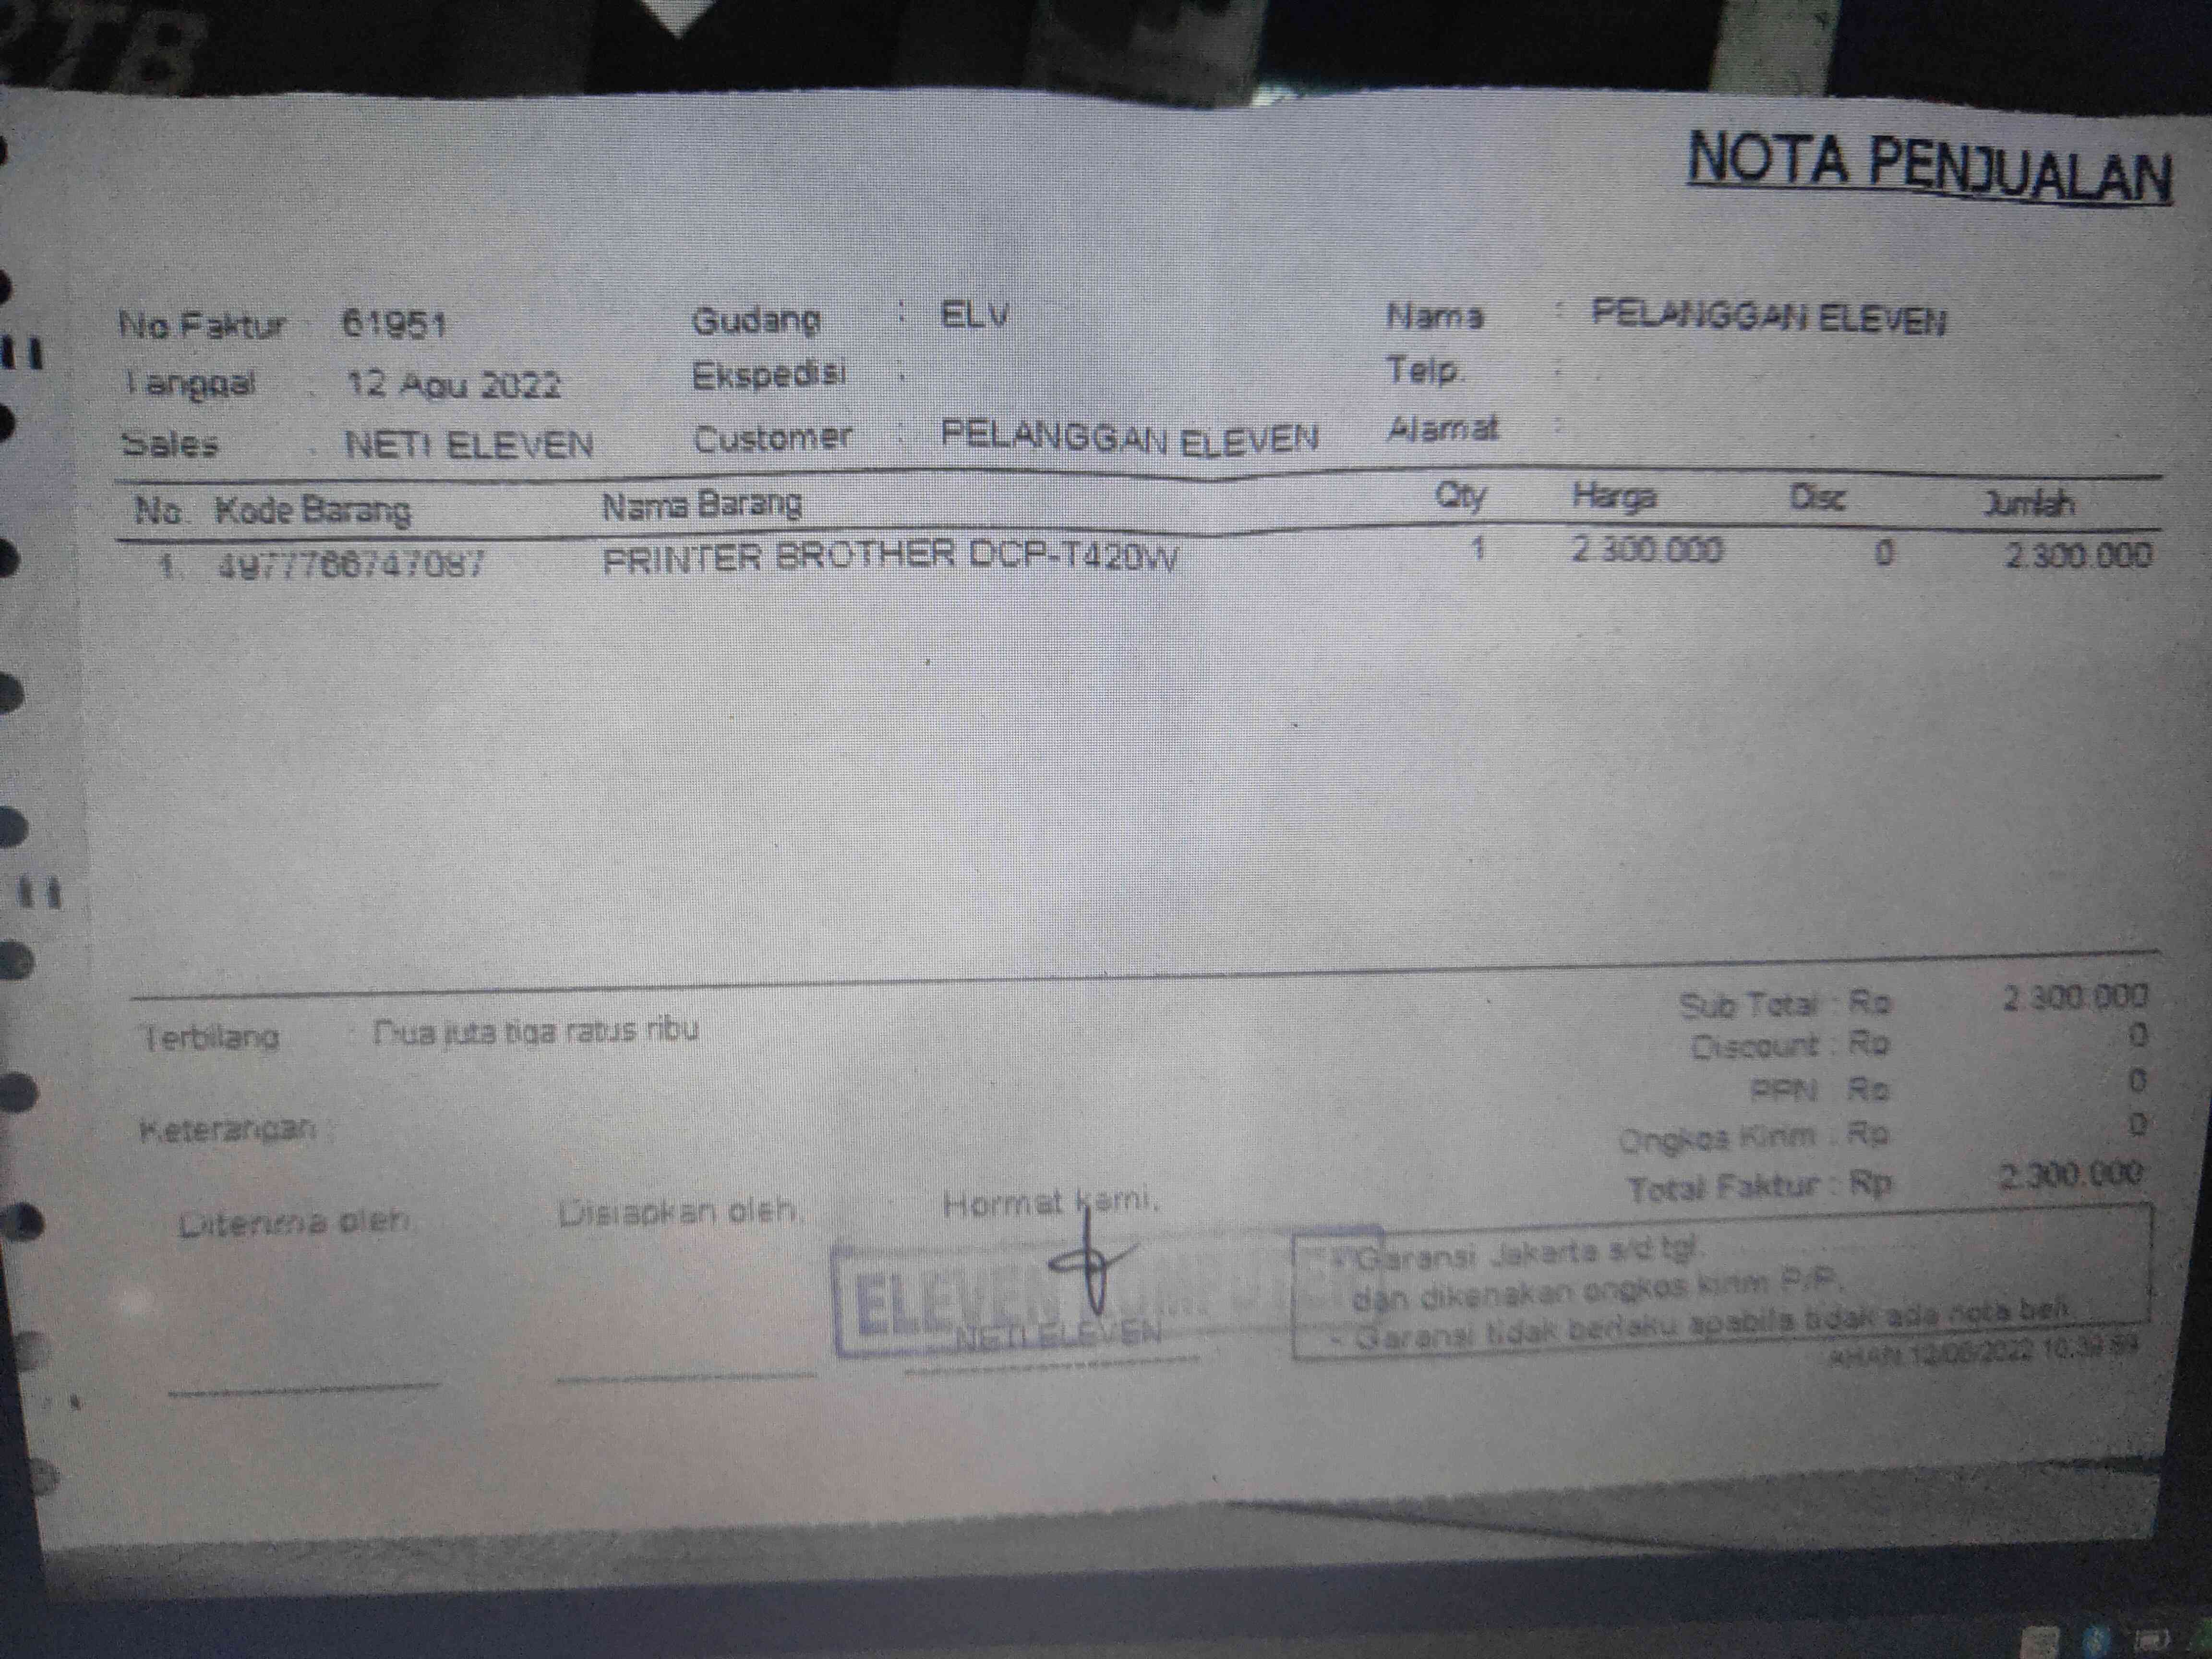 NOTA PENJUALAN
No Faktur 61951 Gudang : ELV Nama : PELANGGAN ELEVEN
Tanggal : 12 Agu 2022 Ekspedisi : Telp. :
Sales : NETI ELEVEN Customer : PELANGGAN ELEVEN Alamat :
No. Kode Barang Nama Barang Qty Harga Disc Jumlah
1. 4977766747097 PRINTER BROTHER DCP-T420W 1 2.300.000 0 2.300.000
Terbilang : Dua juta tiga ratus ribu Sub Total : Rp 2.300.000
Discount : Rp 0
PPN : Rp 0
Keterangan : Ongkos Kirim : Rp 0
Total Faktur : Rp 2.300.000
Diterima oleh, Disiapkan oleh, Hormat kami,
ELEVEN KOMPUTER
NETI ELEVEN
- Garansi Jakarta s/d tgl.
dan dikenakan ongkos kirim P.P.
- Garansi tidak berlaku apabila tidak ada nota beli.
12/08/2022